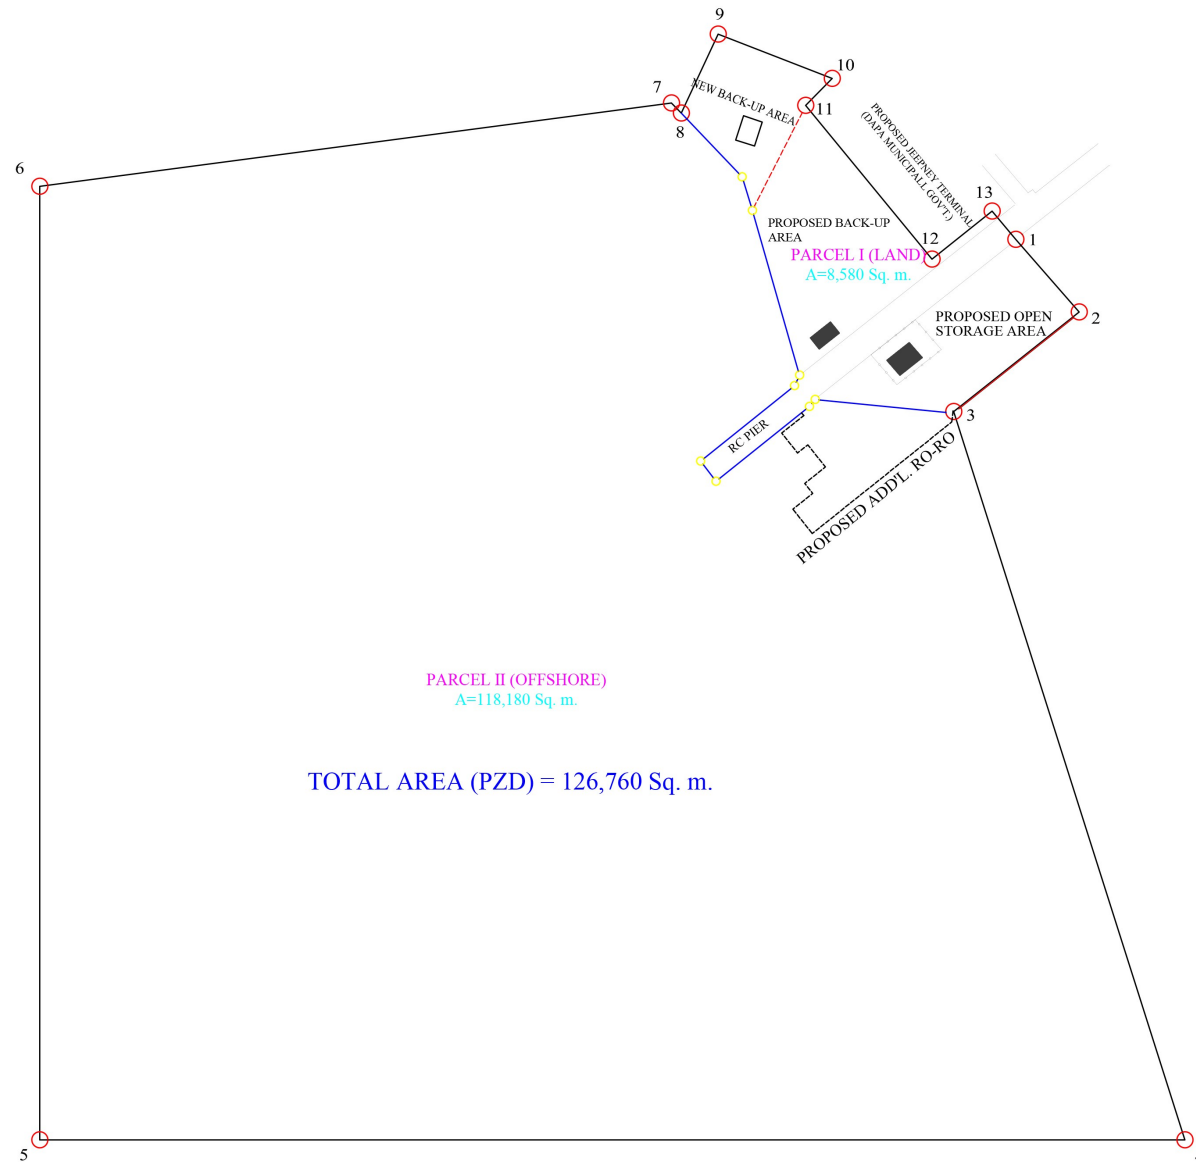 9
10
7
NEW BACK-UP AREA
8
11
PROPOSED JEEPNEY TERMINAL
(DAPA MUNICIPALL GOV'T.)
6
13
PROPOSED BACK-UP
AREA
12
1
PARCEL I (LAND)
A=8,580 Sq. m.
PROPOSED OPEN
STORAGE AREA
2
3
RC PIER
PROPOSED ADD'L. RO-RO
PARCEL II (OFFSHORE)
A=118,180 Sq. m.
TOTAL AREA (PZD) = 126,760 Sq. m.
5